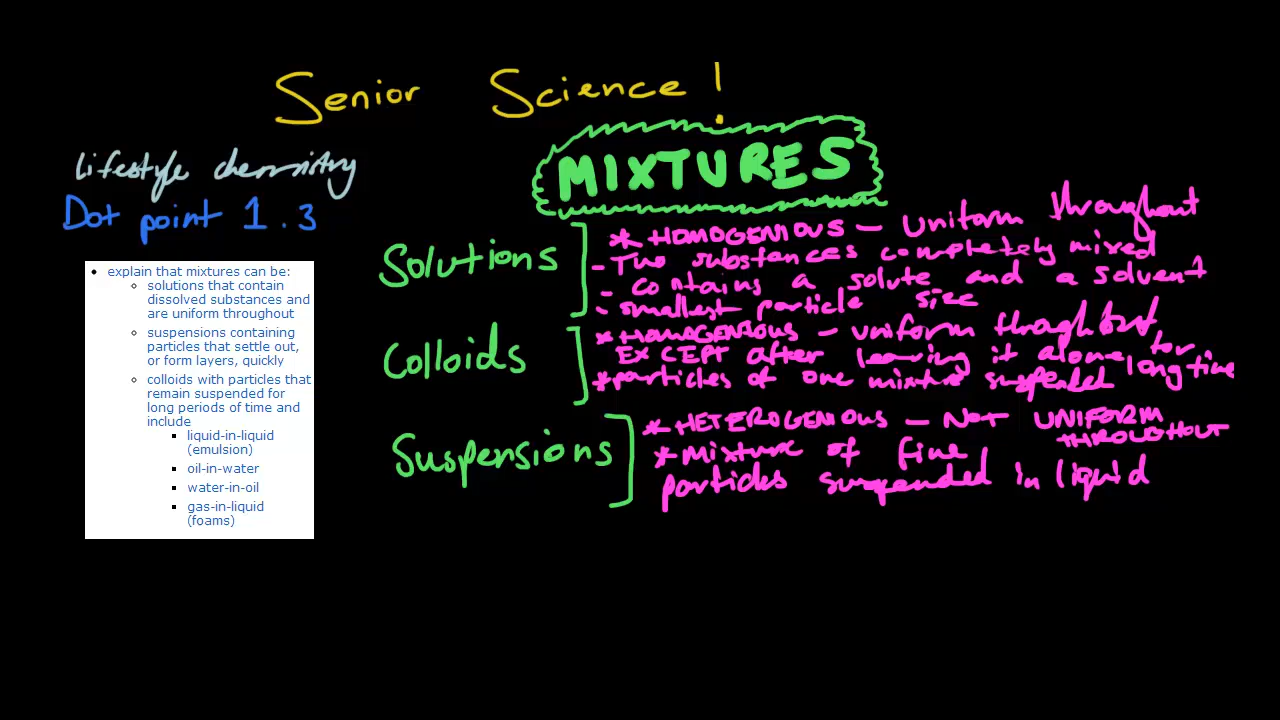 Senior Science!
MIXTURES
Lifestyle chemistry
Dot point 1.3
• explain that mixtures can be:
◦ solutions that contain
dissolved substances and
are uniform throughout
◦ suspensions containing
particles that settle out,
or form layers, quickly
◦ colloids with particles that
remain suspended for
long periods of time and
include
▪ liquid-in-liquid
(emulsion)
▪ oil-in-water
▪ water-in-oil
▪ gas-in-liquid
(foams)
Solutions
* HOMOGENIOUS – uniform throughout
- Two substances completely mixed
- contains a solute and a solvent
- smallest particle size
Colloids
* HOMOGENIOUS – uniform throughout,
EXCEPT after leaving it alone for
long time
* particles of one mixture suspended
Suspensions
* HETEROGENIOUS – NOT UNIFORM
THROUGHOUT
* mixture of fine
particles suspended in liquid